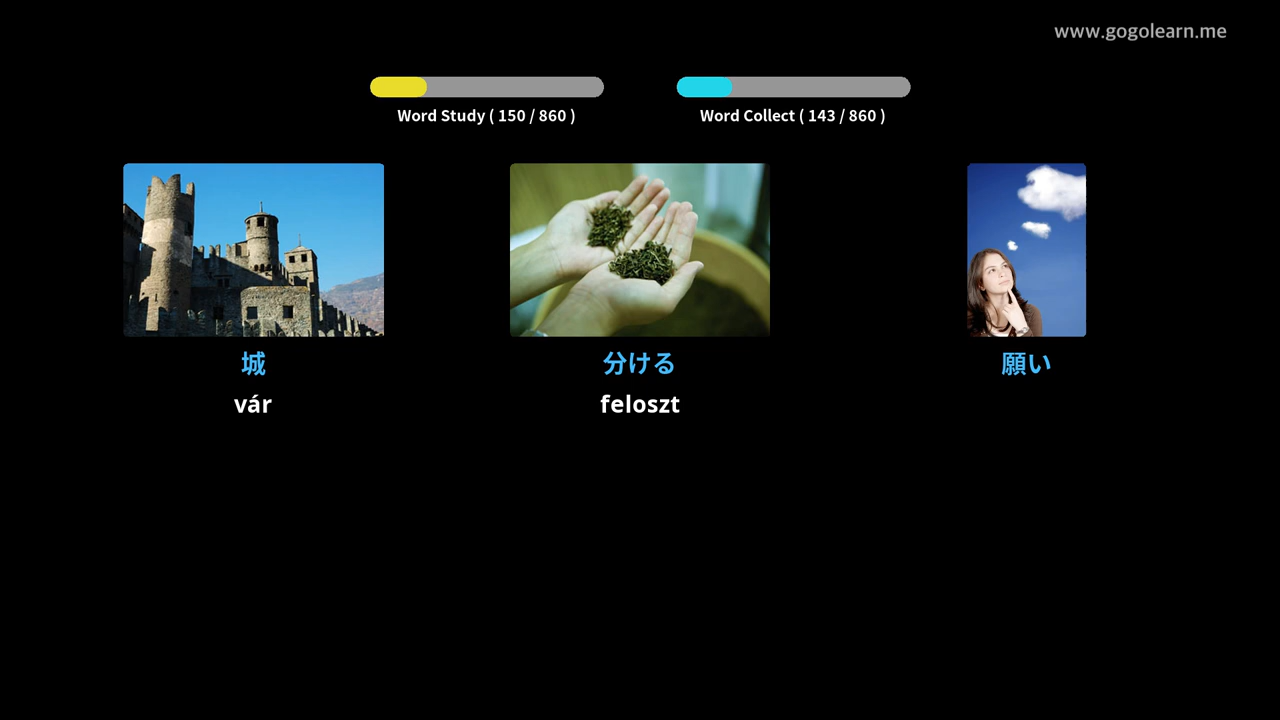 www.gogolearn.me
Word Study ( 150 / 860 )
Word Collect ( 143 / 860 )
城
分ける
願い
vár
feloszt